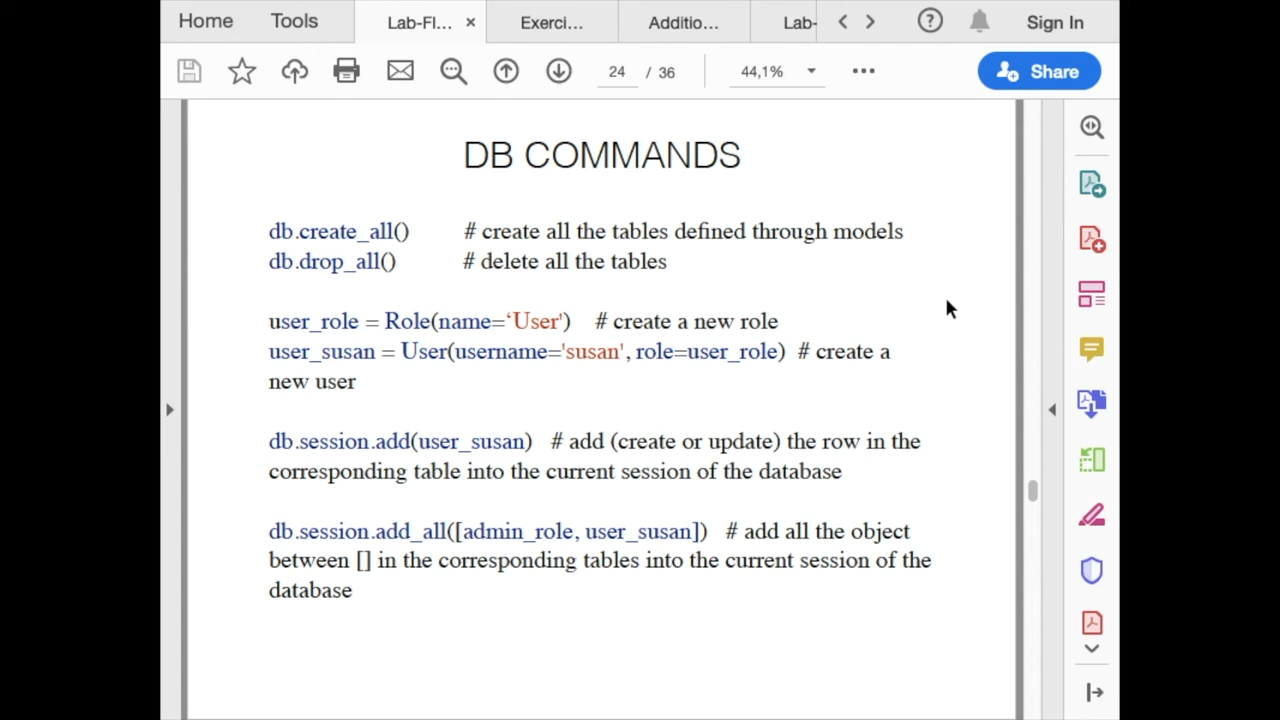 Home Tools Lab-Fl... × Exercí... Additio... Lab- Sign In
24 / 36 44,1% Share
DB COMMANDS
db.create_all() # create all the tables defined through models
db.drop_all() # delete all the tables
user_role = Role(name=‘User') # create a new role
user_susan = User(username='susan', role=user_role) # create a
new user
db.session.add(user_susan) # add (create or update) the row in the
corresponding table into the current session of the database
db.session.add_all([admin_role, user_susan]) # add all the object
between [] in the corresponding tables into the current session of the
database